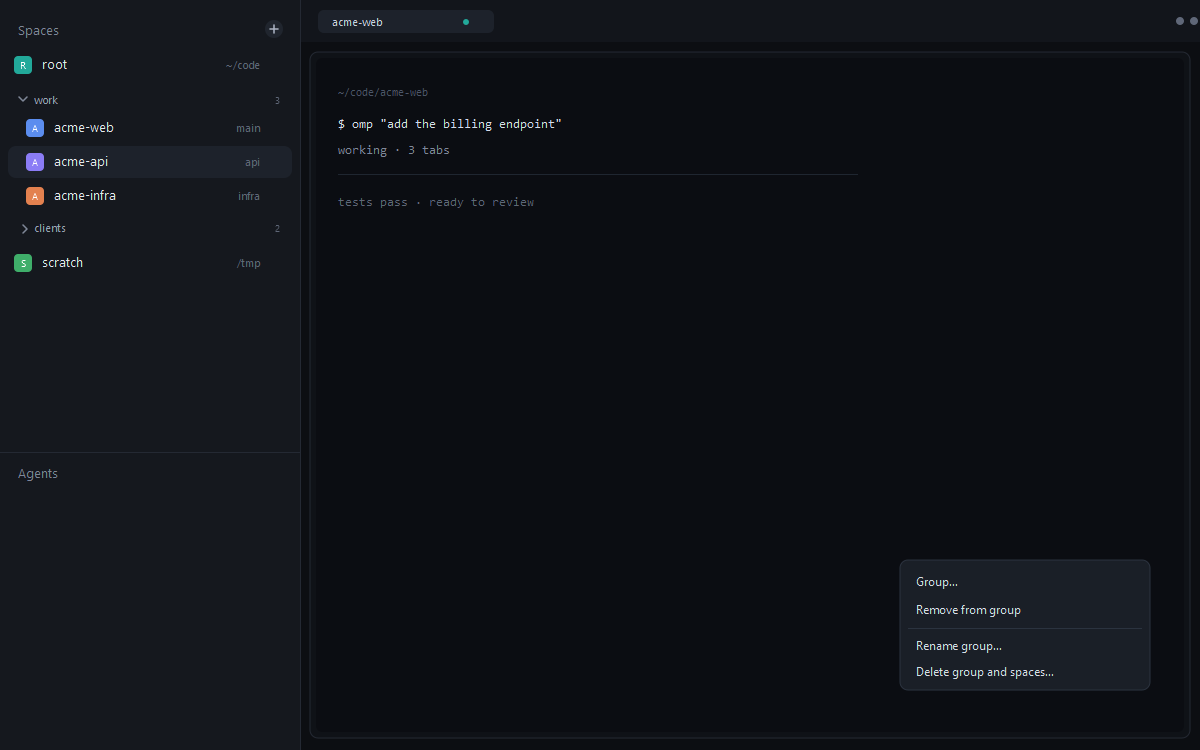 Spaces
R root ~/code
work 3
A acme-web main
A acme-api api
A acme-infra infra
clients 2
S scratch /tmp
Agents
acme-web
~/code/acme-web
$ omp "add the billing endpoint"
working · 3 tabs
tests pass · ready to review
Group...
Remove from group
Rename group...
Delete group and spaces...